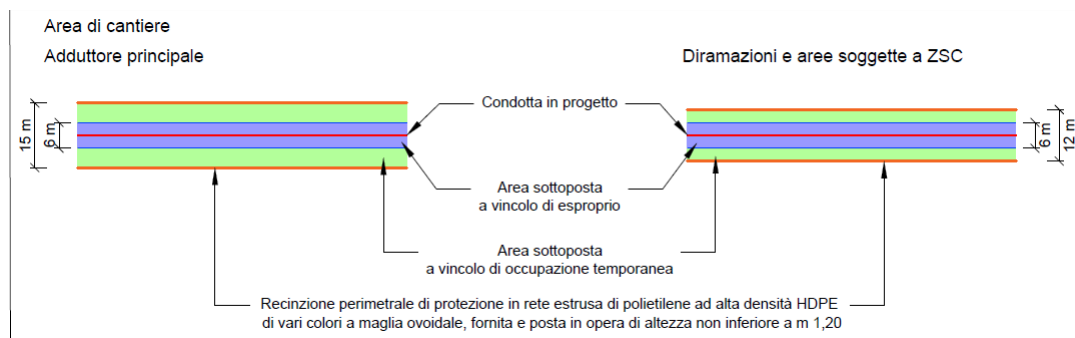 Area di cantiere
Adduttore principale
Diramazioni e aree soggette a ZSC
Condotta in progetto
15 m
6 m
6 m
12 m
Area sottoposta
a vincolo di esproprio
Area sottoposta
a vincolo di occupazione temporanea
Recinzione perimetrale di protezione in rete estrusa di polietilene ad alta densità HDPE
di vari colori a maglia ovoidale, fornita e posta in opera di altezza non inferiore a m 1,20